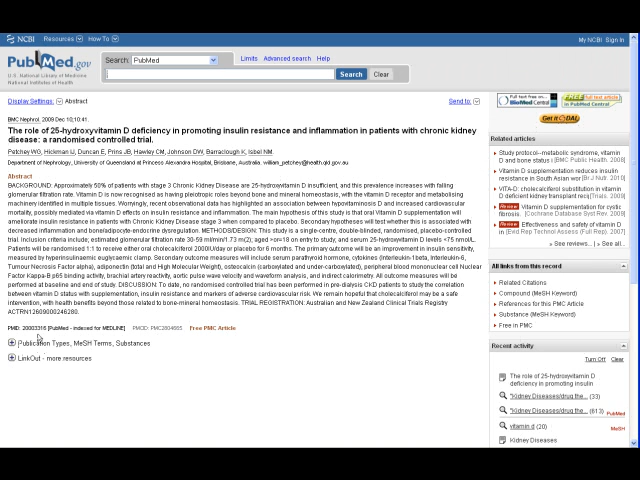 NCBI Resources How To My NCBI Sign In
PubMed.gov
U.S. National Library of Medicine
National Institutes of Health
Search: PubMed
Limits Advanced search Help
Search Clear
Display Settings: Abstract
Send to:
BMC Nephrol. 2009 Dec 10;10:41.
The role of 25-hydroxyvitamin D deficiency in promoting insulin resistance and inflammation in patients with chronic kidney
disease: a randomised controlled trial.
Petchey WG, Hickman IJ, Duncan E, Prins JB, Hawley CM, Johnson DW, Barraclough K, Isbel NM.
Department of Nephrology, University of Queensland at Princess Alexandra Hospital, Brisbane, Australia. william_petchey@health.qld.gov.au
Abstract
BACKGROUND: Approximately 50% of patients with stage 3 Chronic Kidney Disease are 25-hydroxyvitamin D insufficient, and this prevalence increases with falling
glomerular filtration rate. Vitamin D is now recognised as having pleiotropic roles beyond bone and mineral homeostasis, with the vitamin D receptor and metabolising
machinery identified in multiple tissues. Worryingly, recent observational data has highlighted an association between hypovitaminosis D and increased cardiovascular
mortality, possibly mediated via vitamin D effects on insulin resistance and inflammation. The main hypothesis of this study is that oral Vitamin D supplementation will
ameliorate insulin resistance in patients with Chronic Kidney Disease stage 3 when compared to placebo. Secondary hypotheses will test whether this is associated with
decreased inflammation and bone/adipocyte-endocrine dysregulation. METHODS/DESIGN: This study is a single-centre, double-blinded, randomised, placebo-controlled
trial. Inclusion criteria include; estimated glomerular filtration rate 30-59 ml/min/1.73 m(2); aged >or=18 on entry to study; and serum 25-hydroxyvitamin D levels <75 nmol/L.
Patients will be randomised 1:1 to receive either oral cholecalciferol 2000IU/day or placebo for 6 months. The primary outcome will be an improvement in insulin sensitivity,
measured by hyperinsulinaemic euglycaemic clamp. Secondary outcome measures will include serum parathyroid hormone, cytokines (Interleukin-1beta, Interleukin-6,
Tumour Necrosis Factor alpha), adiponectin (total and High Molecular Weight), osteocalcin (carboxylated and under-carboxylated), peripheral blood mononuclear cell Nuclear
Factor Kappa-B p65 binding activity, brachial artery reactivity, aortic pulse wave velocity and waveform analysis, and indirect calorimetry. All outcome measures will be
performed at baseline and end of study. DISCUSSION: To date, no randomised controlled trial has been performed in pre-dialysis CKD patients to study the correlation
between vitamin D status with supplementation, insulin resistance and markers of adverse cardiovascular risk. We remain hopeful that cholecalciferol may be a safe
intervention, with health benefits beyond those related to bone-mineral homeostasis. TRIAL REGISTRATION: Australian and New Zealand Clinical Trials Registry
ACTRN12609000246280.
PMID: 20003316 [PubMed - indexed for MEDLINE] PMCID: PMC2804665 Free PMC Article
Publication Types, MeSH Terms, Substances
LinkOut - more resources
Full text free on...
BioMed Central
FREE full text article
in PubMed Central
Related articles
Study protocol--metabolic syndrome, vitamin
D and bone status [BMC Public Health. 2008]
Vitamin D supplementation reduces insulin
resistance in South Asian wom [Br J Nutr. 2010]
VITA-D: cholecalciferol substitution in vitamin
D deficient kidney transplant reci [Trials. 2009]
Review Vitamin D supplementation for cystic
fibrosis. [Cochrane Database Syst Rev. 2009]
Review Effectiveness and safety of vitamin D
in [Evid Rep Technol Assess (Full Rep). 2007]
» See reviews... | » See all...
All links from this record
Related Citations
Compound (MeSH Keyword)
References for this PMC Article
Substance (MeSH Keyword)
Free in PMC
Recent activity
Turn Off Clear
The role of 25-hydroxyvitamin D
deficiency in promoting insulin
"Kidney Diseases/drug the... (33)
"Kidney Diseases/drug the... (613) PubMed
vitamin d (20)
MeSH
Kidney Diseases